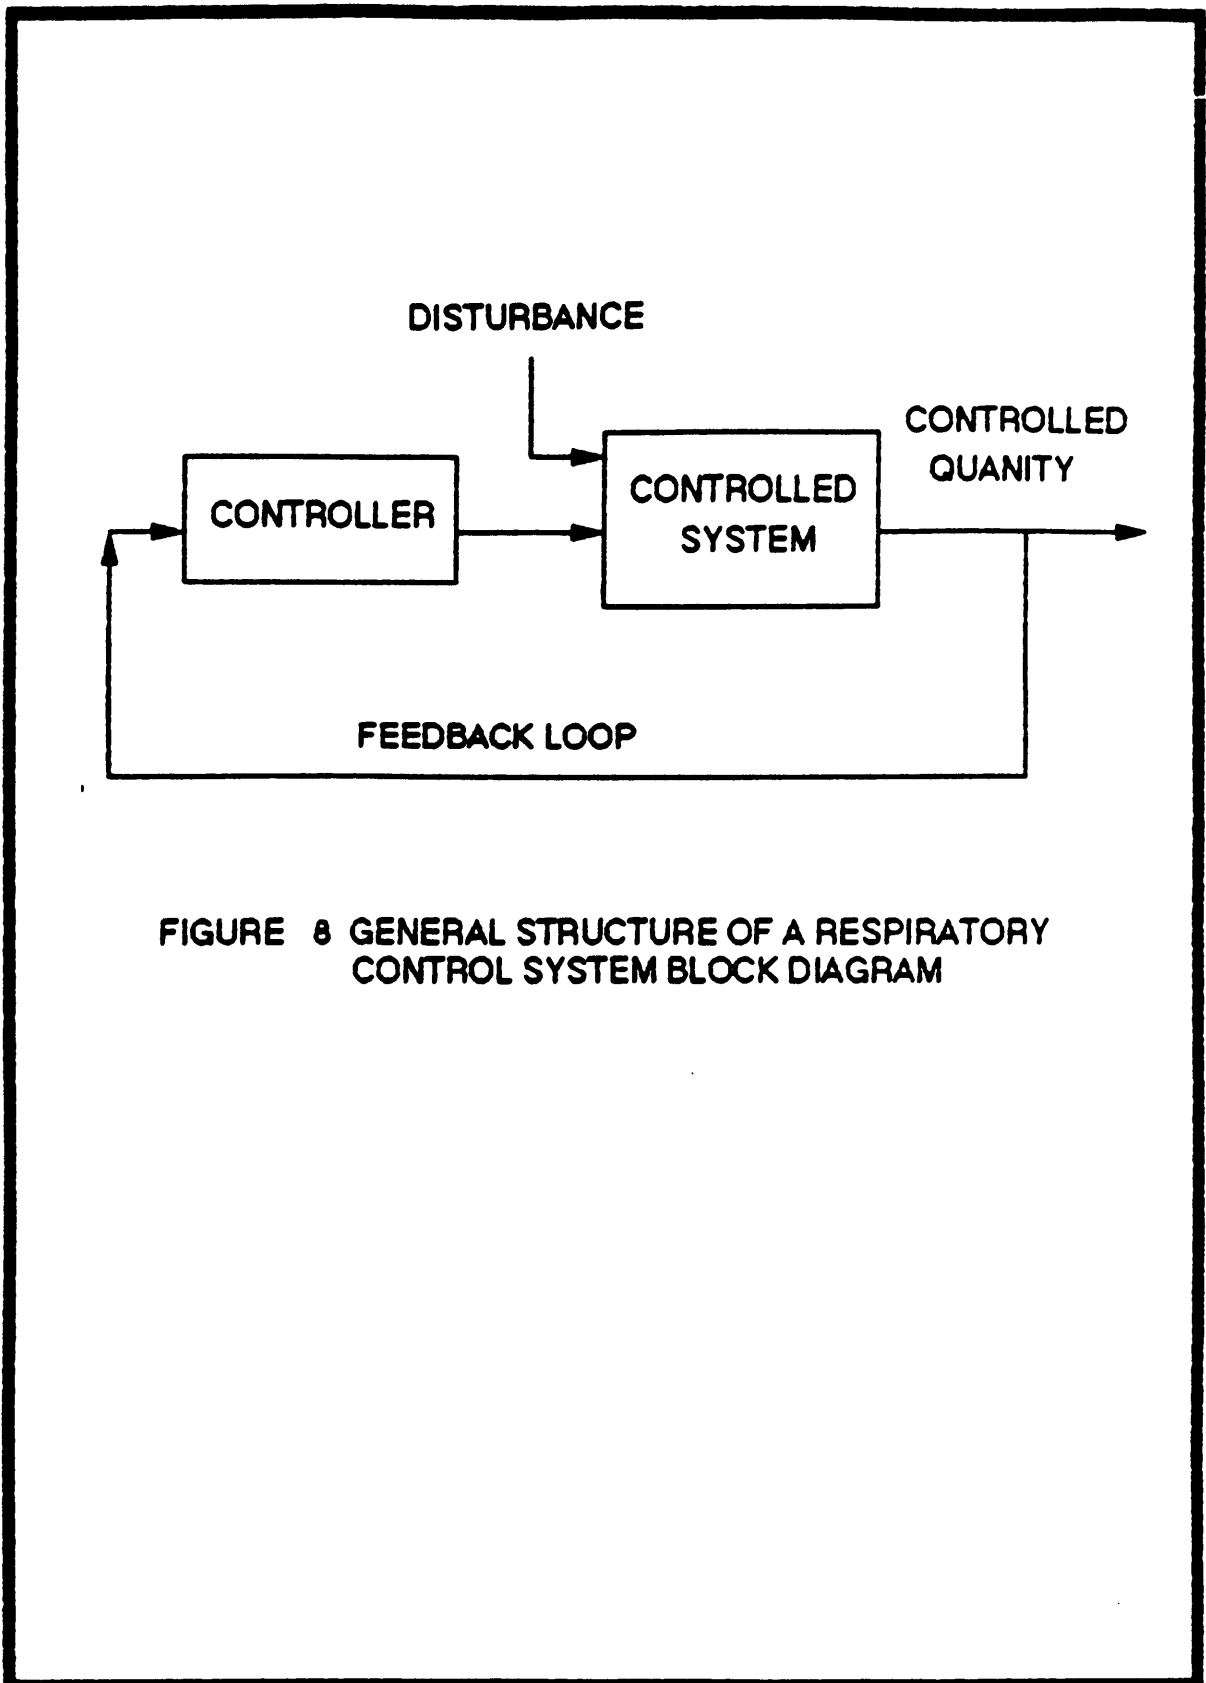 DISTURBANCE
CONTROLLED
QUANITY
CONTROLLER
CONTROLLED
SYSTEM
FEEDBACK LOOP
FIGURE 8 GENERAL STRUCTURE OF A RESPIRATORY
CONTROL SYSTEM BLOCK DIAGRAM